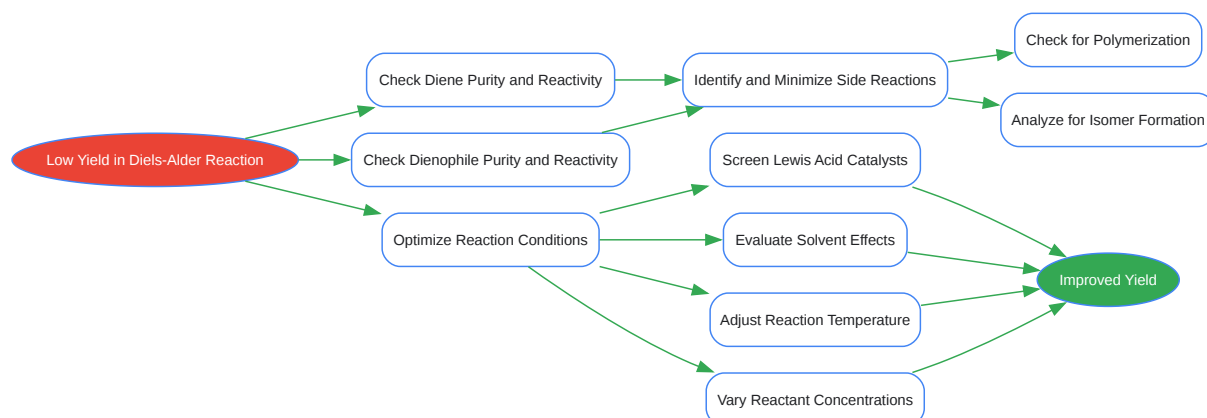 Low Yield in Diels-Alder Reaction
Check Diene Purity and Reactivity
Check Dienophile Purity and Reactivity
Optimize Reaction Conditions
Identify and Minimize Side Reactions
Screen Lewis Acid Catalysts
Evaluate Solvent Effects
Adjust Reaction Temperature
Vary Reactant Concentrations
Check for Polymerization
Analyze for Isomer Formation
Improved Yield